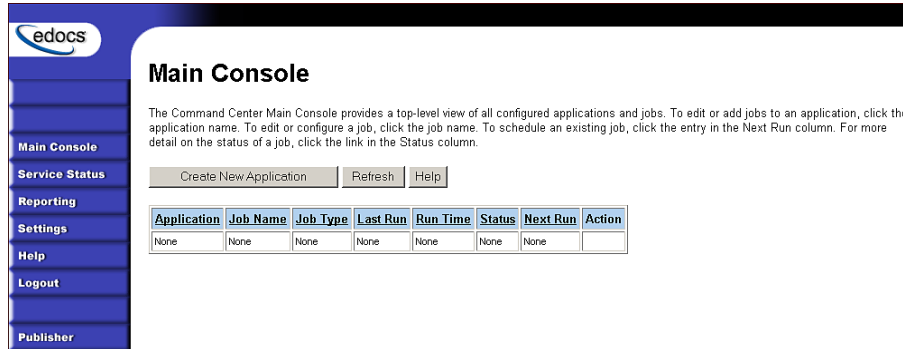 edocs
Main Console
The Command Center Main Console provides a top-level view of all configured applications and jobs. To edit or add jobs to an application, click the
application name. To edit or configure a job, click the job name. To schedule an existing job, click the entry in the Next Run column. For more
detail on the status of a job, click the link in the Status column.
Create New Application Refresh Help
Application Job Name Job Type Last Run Run Time Status Next Run Action
None None None None None None None
Main Console
Service Status
Reporting
Settings
Help
Logout
Publisher